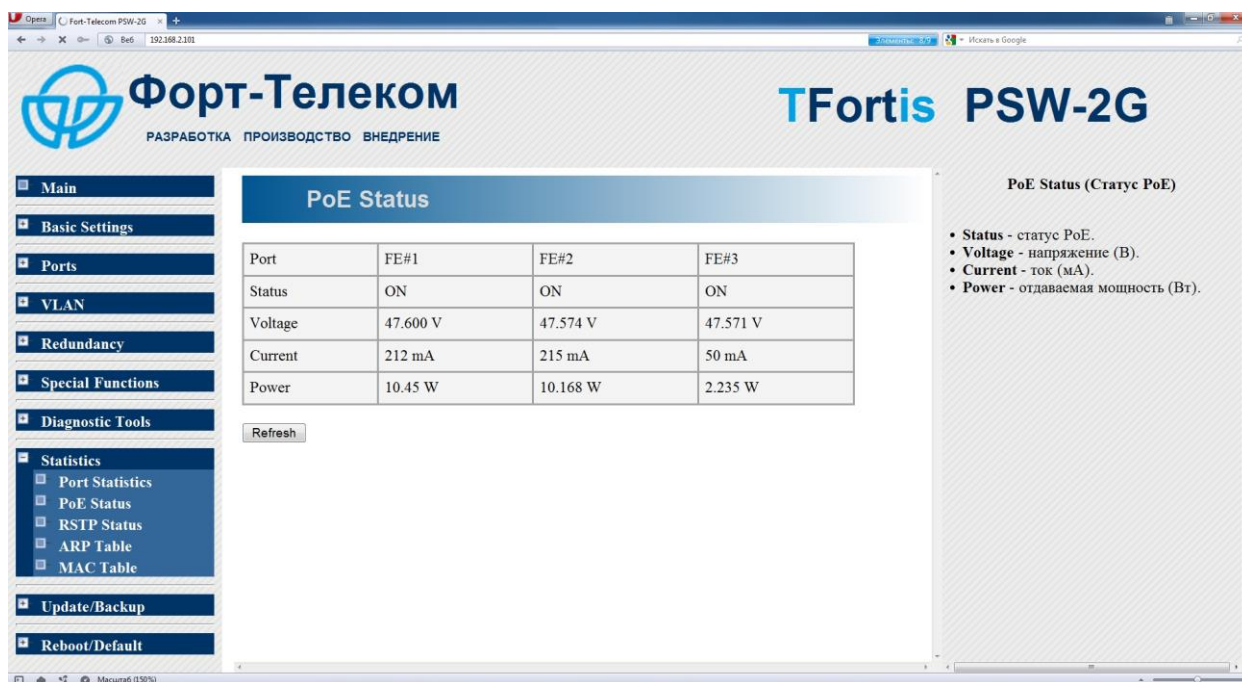 Opera
Fort-Telecom PSW-2G
Веб 192.168.2.101
Элементы: 8/9
Искать в Google
Форт-Телеком
РАЗРАБОТКА ПРОИЗВОДСТВО ВНЕДРЕНИЕ
TFortis PSW-2G
Main
Basic Settings
Ports
VLAN
Redundancy
Special Functions
Diagnostic Tools
Statistics
Port Statistics
PoE Status
RSTP Status
ARP Table
MAC Table
Update/Backup
Reboot/Default
PoE Status
Port FE#1 FE#2 FE#3
Status ON ON ON
Voltage 47.600 V 47.574 V 47.571 V
Current 212 mA 215 mA 50 mA
Power 10.45 W 10.168 W 2.235 W
Refresh
PoE Status (Статус PoE)
• Status - статус PoE.
• Voltage - напряжение (В).
• Current - ток (мА).
• Power - отдаваемая мощность (Вт).
Масштаб (150%)